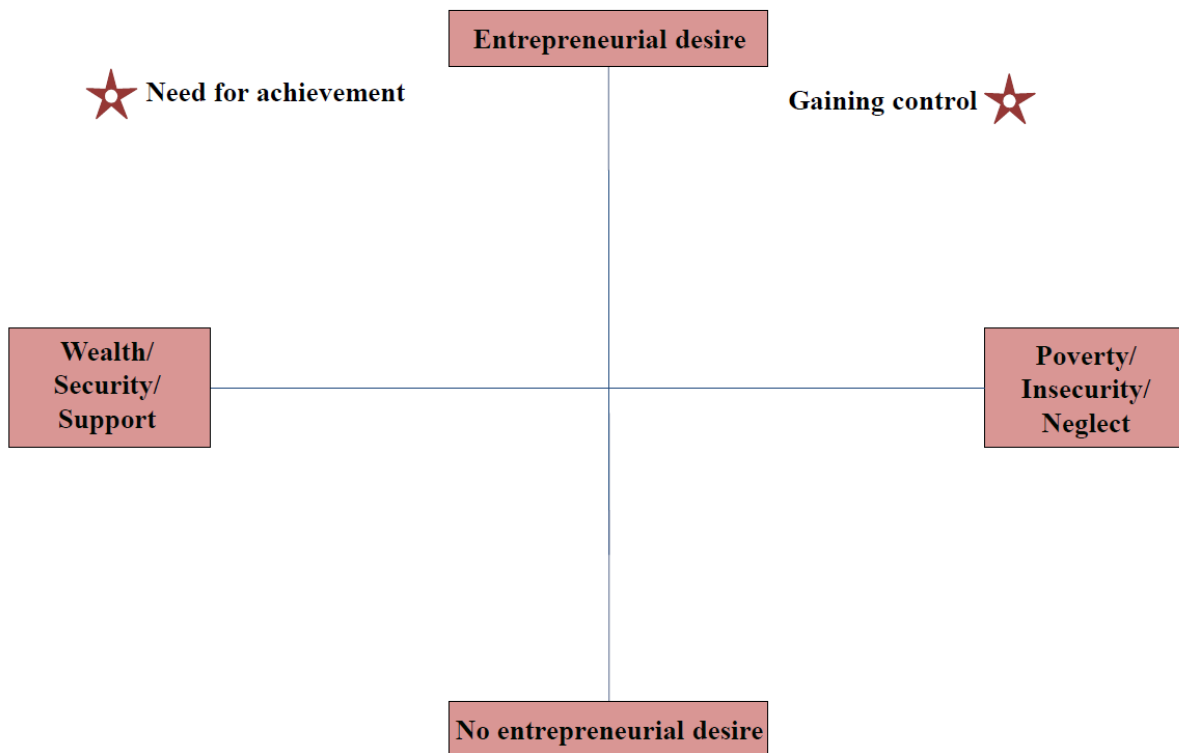 Entrepreneurial desire
Need for achievement
Gaining control
Wealth/
Security/
Support
Poverty/
Insecurity/
Neglect
No entrepreneurial desire